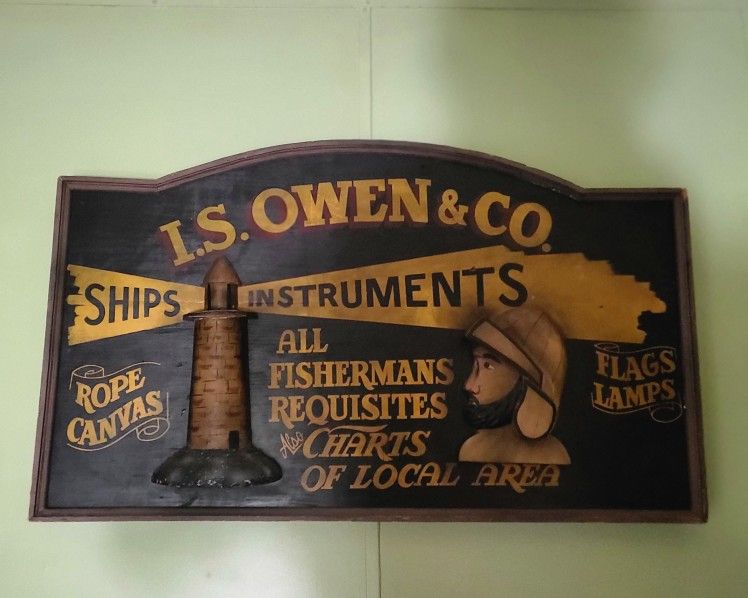 I.S. OWEN & CO.
SHIPS INSTRUMENTS
ALL
FISHERMANS
REQUISITES
Also CHARTS
OF LOCAL AREA
ROPE
CANVAS
FLAGS
LAMPS